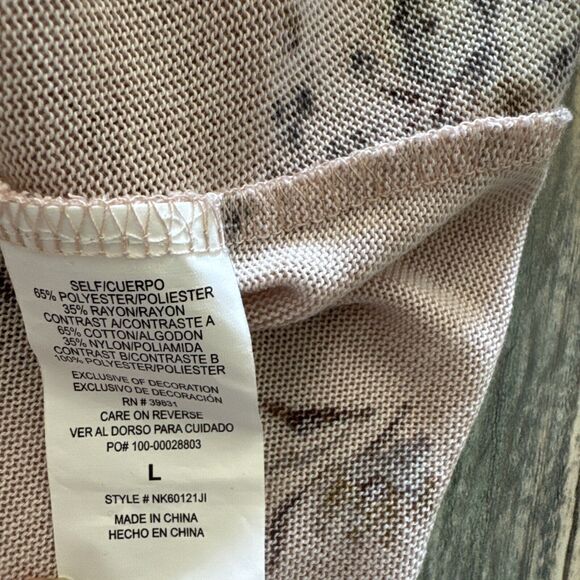 SELF/CUERPO
65% POLYESTER/POLIESTER
35% RAYON/RAYON
CONTRAST A/CONTRASTE A
65% COTTON/ALGODON
35% NYLON/POLIAMIDA
CONTRAST B/CONTRASTE B
100% POLYESTER/POLIESTER
EXCLUSIVE OF DECORATION
EXCLUSIVO DE DECORACIÓN
RN # 39831
CARE ON REVERSE
VER AL DORSO PARA CUIDADO
PO# 100-00028803
L
STYLE # NK60121JI
MADE IN CHINA
HECHO EN CHINA